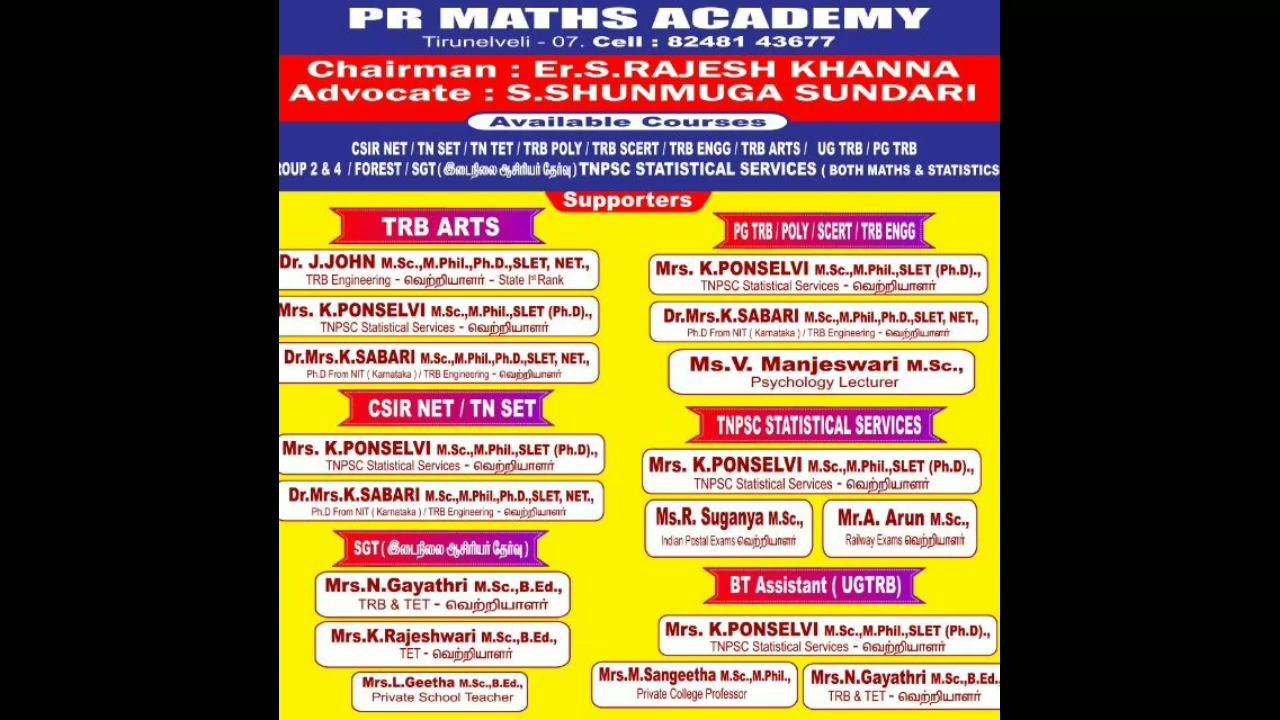 PR MATHS ACADEMY
Tirunelveli - 07. Cell : 82481 43677
Chairman : Er.S.RAJESH KHANNA
Advocate : S.SHUNMUGA SUNDARI
Available Courses
CSIR NET / TN SET / TN TET / TRB POLY / TRB SCERT / TRB ENGG / TRB ARTS / UG TRB / PG TRB
ROUP 2 & 4 / FOREST / SGT ( இடைநிலை ஆசிரியர் தேர்வு ) TNPSC STATISTICAL SERVICES ( BOTH MATHS & STATISTICS
Supporters
TRB ARTS
Dr. J.JOHN M.Sc.,M.Phil.,Ph.D.,SLET, NET.,
TRB Engineering - வெற்றியாளர் - State Iˢᵗ Rank
Mrs. K.PONSELVI M.Sc.,M.Phil.,SLET (Ph.D).,
TNPSC Statistical Services - வெற்றியாளர்
Dr.Mrs.K.SABARI M.Sc.,M.Phil.,Ph.D.,SLET, NET.,
Ph.D From NIT ( Karnataka ) / TRB Engineering - வெற்றியாளர்
CSIR NET / TN SET
Mrs. K.PONSELVI M.Sc.,M.Phil.,SLET (Ph.D).,
TNPSC Statistical Services - வெற்றியாளர்
Dr.Mrs.K.SABARI M.Sc.,M.Phil.,Ph.D.,SLET, NET.,
Ph.D From NIT ( Karnataka ) / TRB Engineering - வெற்றியாளர்
SGT ( இடைநிலை ஆசிரியர் தேர்வு )
Mrs.N.Gayathri M.Sc.,B.Ed.,
TRB & TET - வெற்றியாளர்
Mrs.K.Rajeshwari M.Sc.,B.Ed.,
TET - வெற்றியாளர்
Mrs.L.Geetha M.Sc.,B.Ed.,
Private School Teacher
PG TRB / POLY / SCERT / TRB ENGG
Mrs. K.PONSELVI M.Sc.,M.Phil.,SLET (Ph.D).,
TNPSC Statistical Services - வெற்றியாளர்
Dr.Mrs.K.SABARI M.Sc.,M.Phil.,Ph.D.,SLET, NET.,
Ph.D From NIT ( Karnataka ) / TRB Engineering - வெற்றியாளர்
Ms.V. Manjeswari M.Sc.,
Psychology Lecturer
TNPSC STATISTICAL SERVICES
Mrs. K.PONSELVI M.Sc.,M.Phil.,SLET (Ph.D).,
TNPSC Statistical Services - வெற்றியாளர்
Ms.R. Suganya M.Sc.,
Indian Postal Exams வெற்றியாளர்
Mr.A. Arun M.Sc.,
Railway Exams வெற்றியாளர்
BT Assistant ( UGTRB)
Mrs. K.PONSELVI M.Sc.,M.Phil.,SLET (Ph.D).,
TNPSC Statistical Services - வெற்றியாளர்
Mrs.M.Sangeetha M.Sc.,M.Phil.,
Private College Professor
Mrs.N.Gayathri M.Sc.,B.Ed.
TRB & TET - வெற்றியாளர்